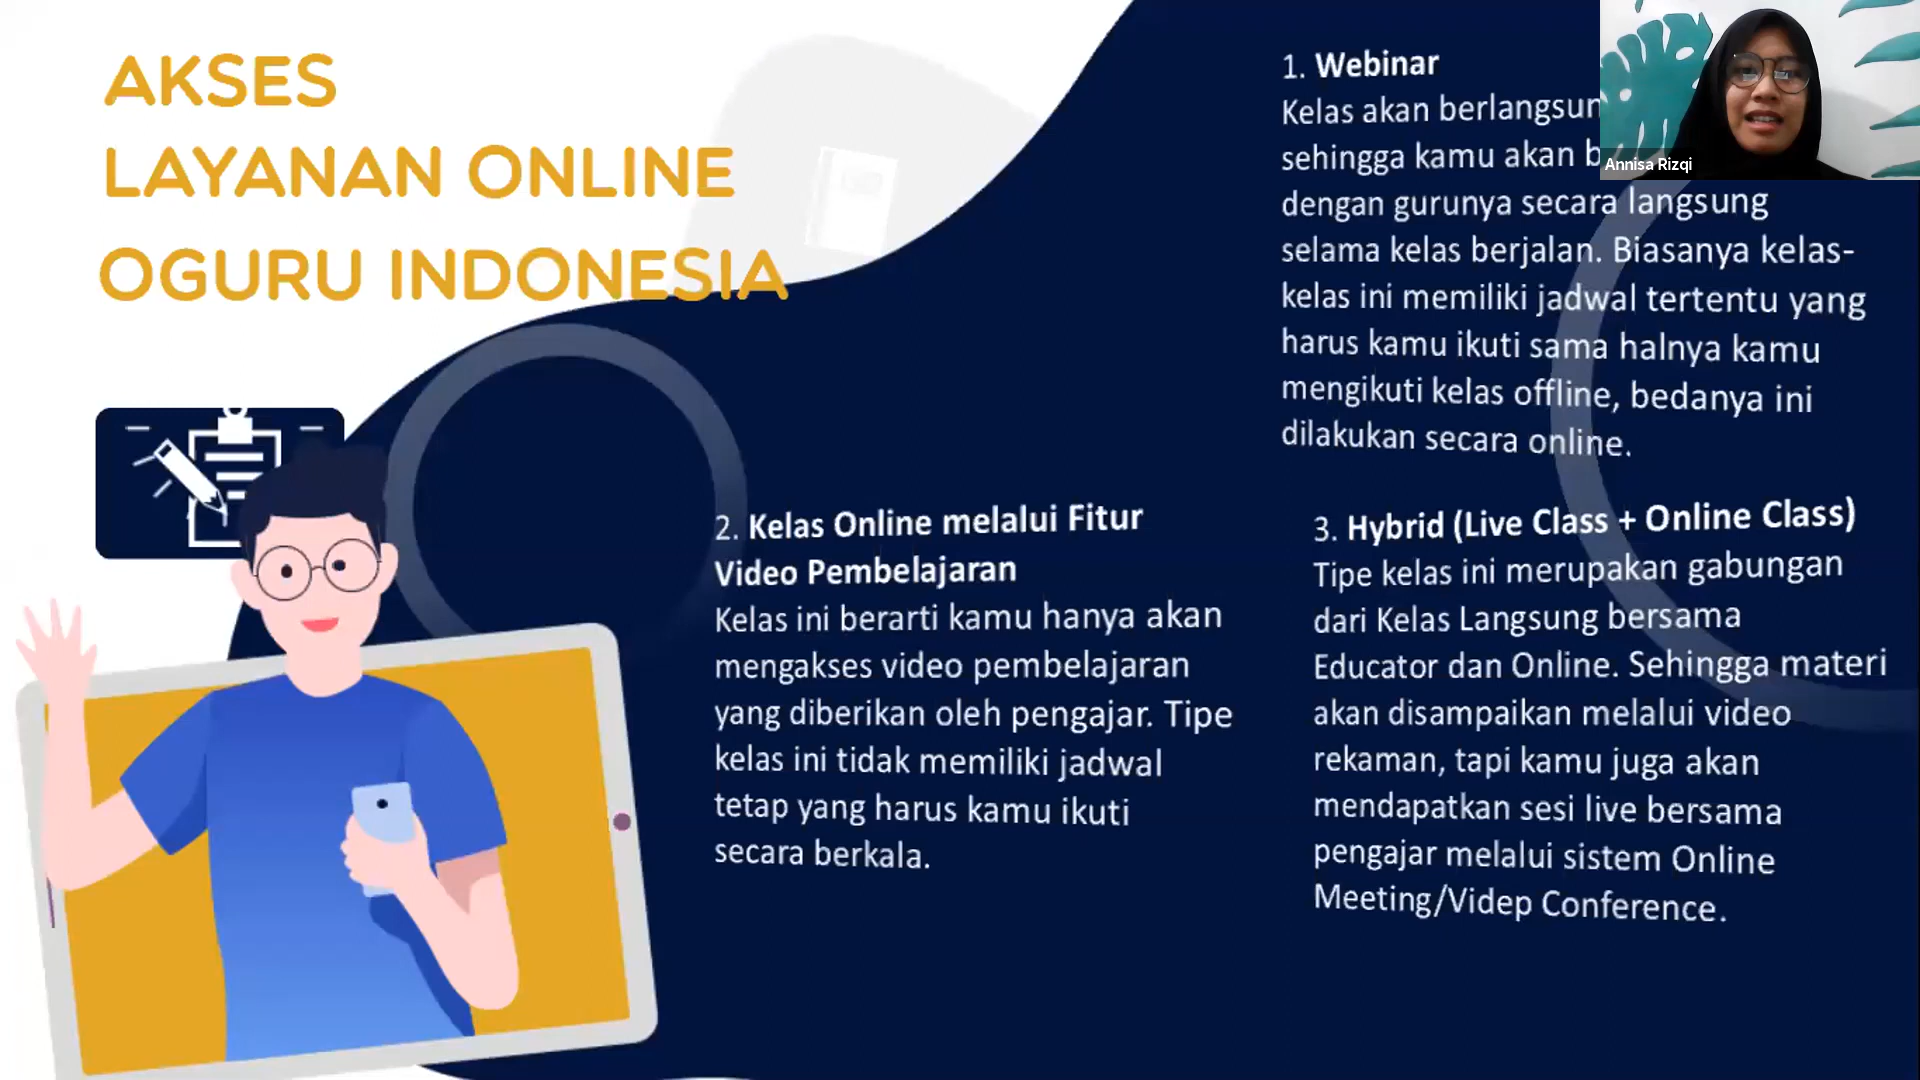 AKSES
LAYANAN ONLINE
OGURU INDONESIA
1. Webinar
Kelas akan
sehingga kamu akan
dengan gurunya secara langsung
selama kelas berjalan. Biasanya kelas-
kelas ini memiliki jadwal tertentu yang
harus kamu ikuti sama halnya kamu
mengikuti kelas offline, bedanya ini
dilakukan secara online.
2. Kelas Online melalui Fitur
Video Pembelajaran
Kelas ini berarti kamu hanya akan
mengakses video pembelajaran
yang diberikan oleh pengajar. Tipe
kelas ini tidak memiliki jadwal
tetap yang harus kamu ikuti
secara berkala.
3. Hybrid (Live Class + Online Class)
Tipe kelas ini merupakan gabungan
dari Kelas Langsung bersama
Educator dan Online. Sehingga materi
akan disampaikan melalui video
rekaman, tapi kamu juga akan
mendapatkan sesi live bersama
pengajar melalui sistem Online
Meeting/Videp Conference.
Annisa Rizqi